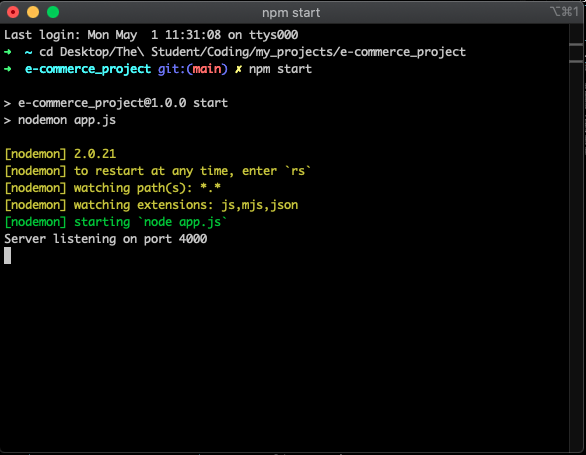 npm start
⌥⌘1
Last login: Mon May  1 11:31:08 on ttys000
➜  ~ cd Desktop/The\ Student/Coding/my_projects/e-commerce_project
➜  e-commerce_project git:(main) ✗ npm start
> e-commerce_project@1.0.0 start
> nodemon app.js
[nodemon] 2.0.21
[nodemon] to restart at any time, enter `rs`
[nodemon] watching path(s): *.*
[nodemon] watching extensions: js,mjs,json
[nodemon] starting `node app.js`
Server listening on port 4000